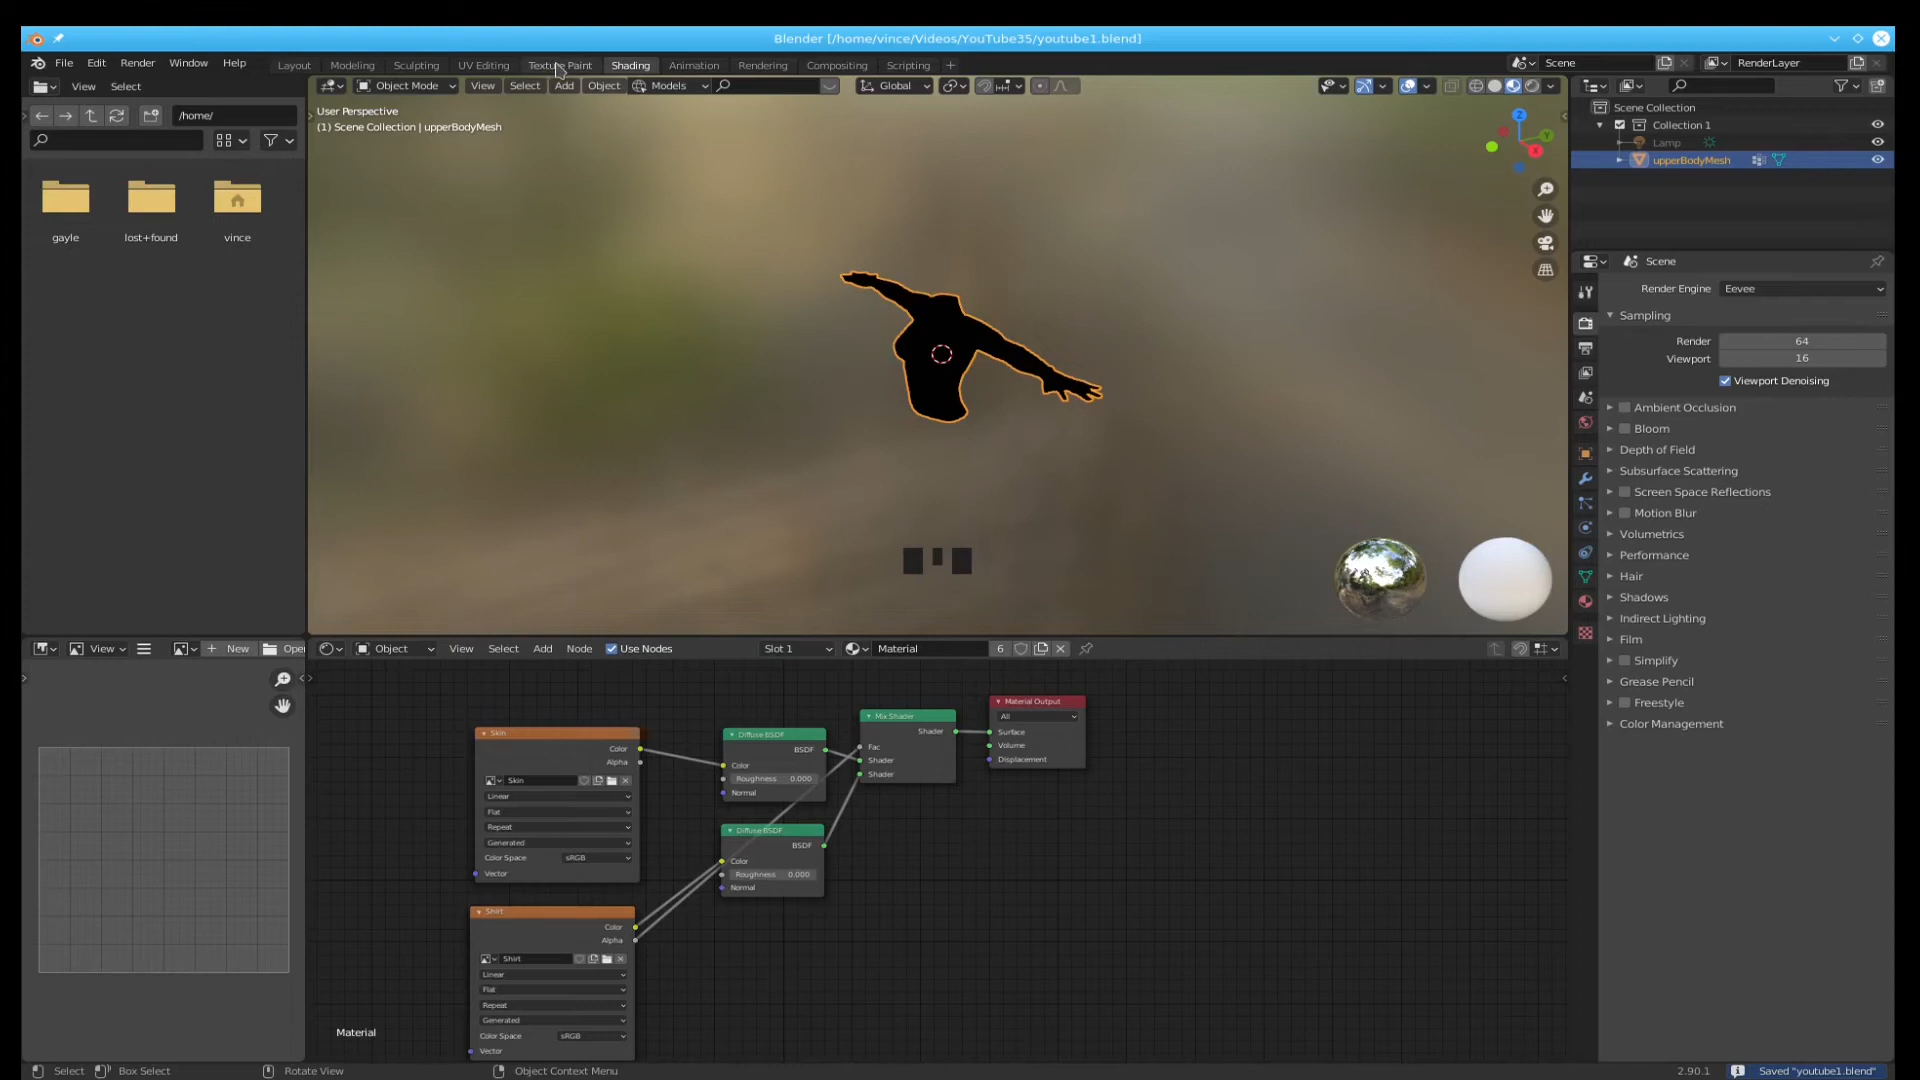 Blender [/home/vince/Videos/YouTube35/youtube1.blend]
File Edit Render Window Help
Layout Modeling Sculpting UV Editing Texture Paint Shading Animation Rendering Compositing Scripting +
Scene RenderLayer
View Select
/home/
gayle lost+found vince
Object Mode View Select Add Object Models Global
User Perspective
(1) Scene Collection | upperBodyMesh
Z
Y
X
Scene Collection
Collection 1
Lamp
upperBodyMesh
Scene
Render Engine Eevee
Sampling
Render 64
Viewport 16
Viewport Denoising
Ambient Occlusion
Bloom
Depth of Field
Subsurface Scattering
Screen Space Reflections
Motion Blur
Volumetrics
Performance
Hair
Shadows
Indirect Lighting
Film
Simplify
Grease Pencil
Freestyle
Color Management
View + New Open
Object View Select Add Node Use Nodes Slot 1 Material 6
Skin
Color
Alpha
Skin
Linear
Flat
Repeat
Generated
Color Space sRGB
Vector
Shirt
Color
Alpha
Shirt
Linear
Flat
Repeat
Generated
Color Space sRGB
Vector
Diffuse BSDF
BSDF
Color
Roughness 0.000
Normal
Diffuse BSDF
BSDF
Color
Roughness 0.000
Normal
Mix Shader
Shader
Fac
Shader
Shader
Material Output
All
Surface
Volume
Displacement
Material
Select Box Select Rotate View Object Context Menu 2.90.1 Saved "youtube1.blend"